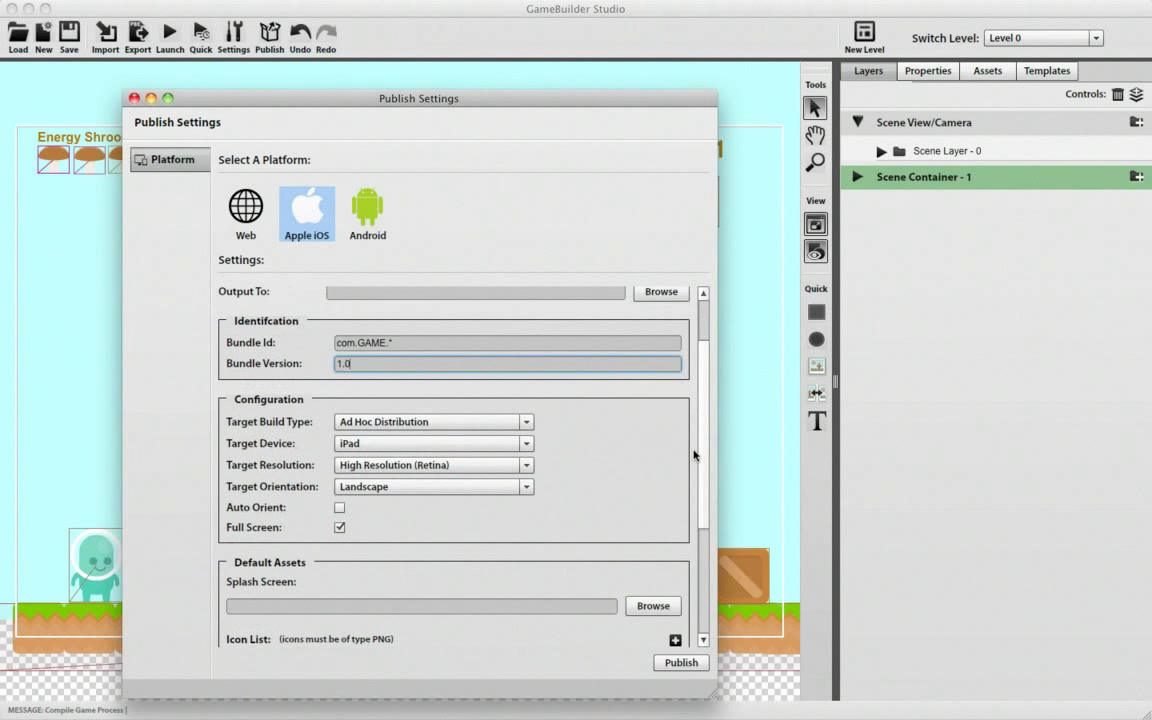 GameBuilder Studio
Load New Save Import Export Launch Quick Settings Publish Undo Redo
New Level
Switch Level: Level 0
Layers Properties Assets Templates
Controls:
Scene View/Camera
Scene Layer - 0
Scene Container - 1
Tools
View
Quick
T
Energy Shroo
Publish Settings
Publish Settings
Platform
Select A Platform:
Web Apple iOS Android
Settings:
Output To: Browse
Identifcation
Bundle Id: com.GAME.*
Bundle Version: 1.0
Configuration
Target Build Type: Ad Hoc Distribution
Target Device: iPad
Target Resolution: High Resolution (Retina)
Target Orientation: Landscape
Auto Orient:
Full Screen:
Default Assets
Splash Screen:
Browse
Icon List: (icons must be of type PNG)
Publish
MESSAGE: Compile Game Process |